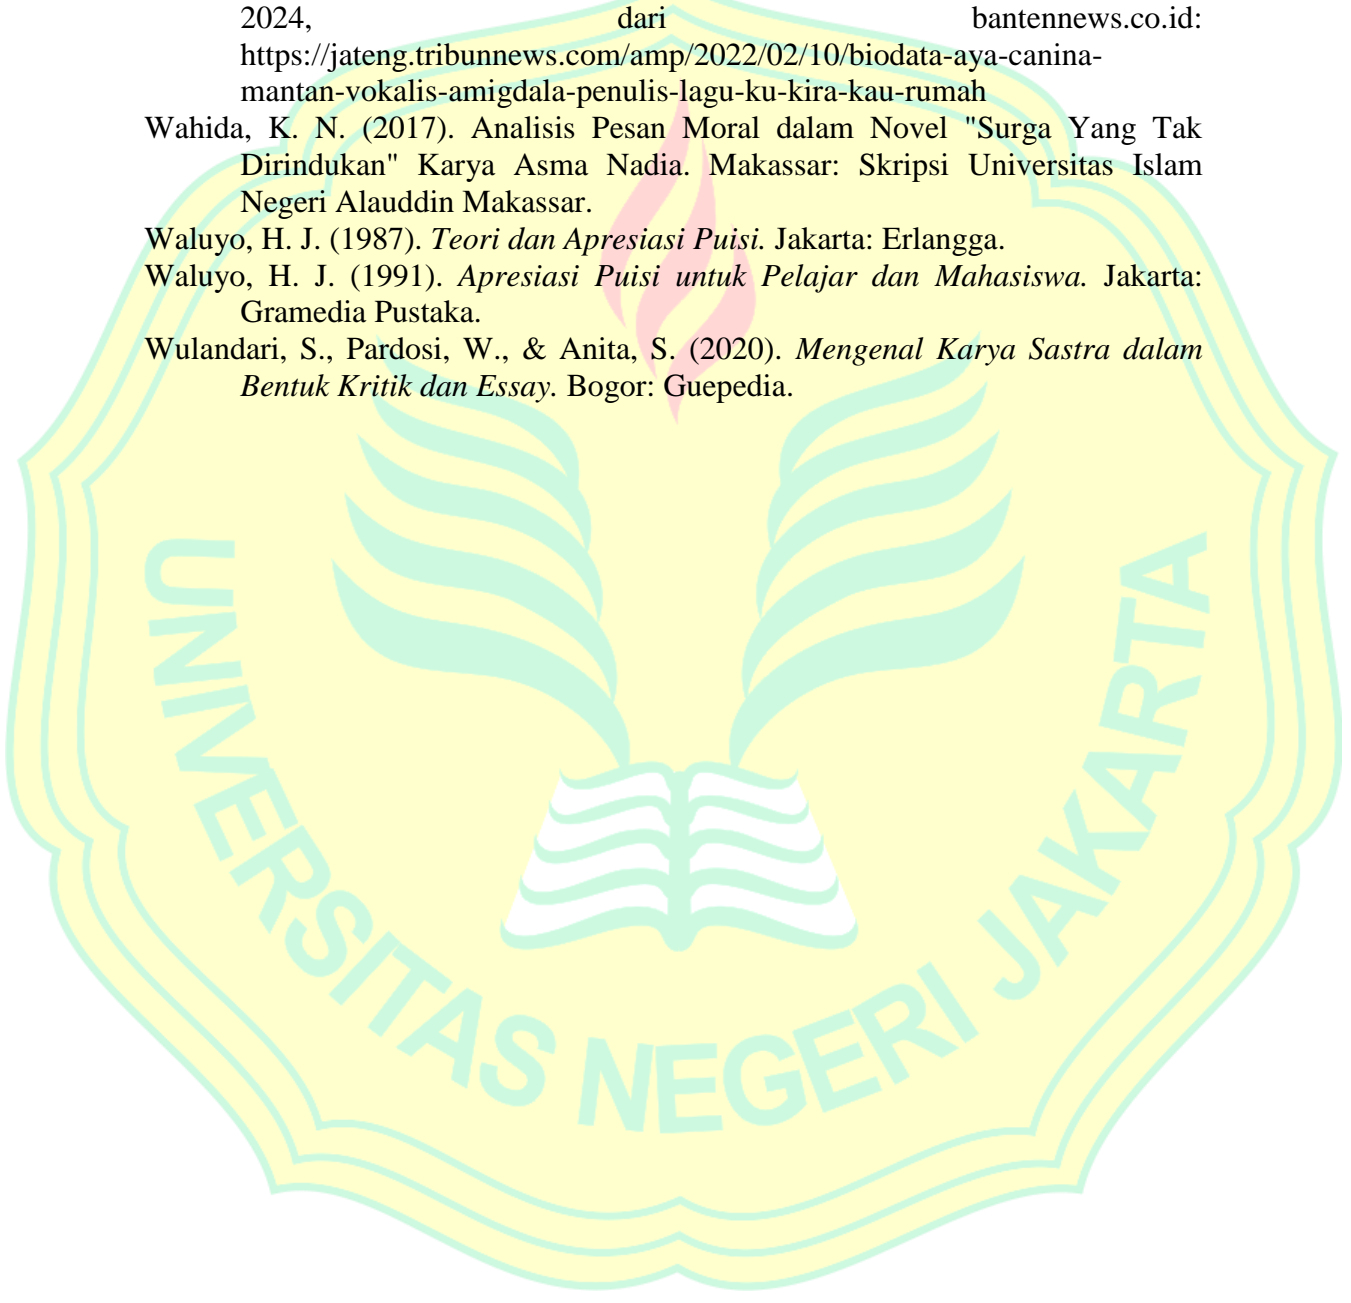 2024, dari bantennews.co.id:
https://jateng.tribunnews.com/amp/2022/02/10/biodata-aya-canina-
mantan-vokalis-amigdala-penulis-lagu-ku-kira-kau-rumah
Wahida, K. N. (2017). Analisis Pesan Moral dalam Novel "Surga Yang Tak
Dirindukan" Karya Asma Nadia. Makassar: Skripsi Universitas Islam
Negeri Alauddin Makassar.
Waluyo, H. J. (1987). Teori dan Apresiasi Puisi. Jakarta: Erlangga.
Waluyo, H. J. (1991). Apresiasi Puisi untuk Pelajar dan Mahasiswa. Jakarta:
Gramedia Pustaka.
Wulandari, S., Pardosi, W., & Anita, S. (2020). Mengenal Karya Sastra dalam
Bentuk Kritik dan Essay. Bogor: Guepedia.
UNIVERSITAS NEGERI JAKARTA